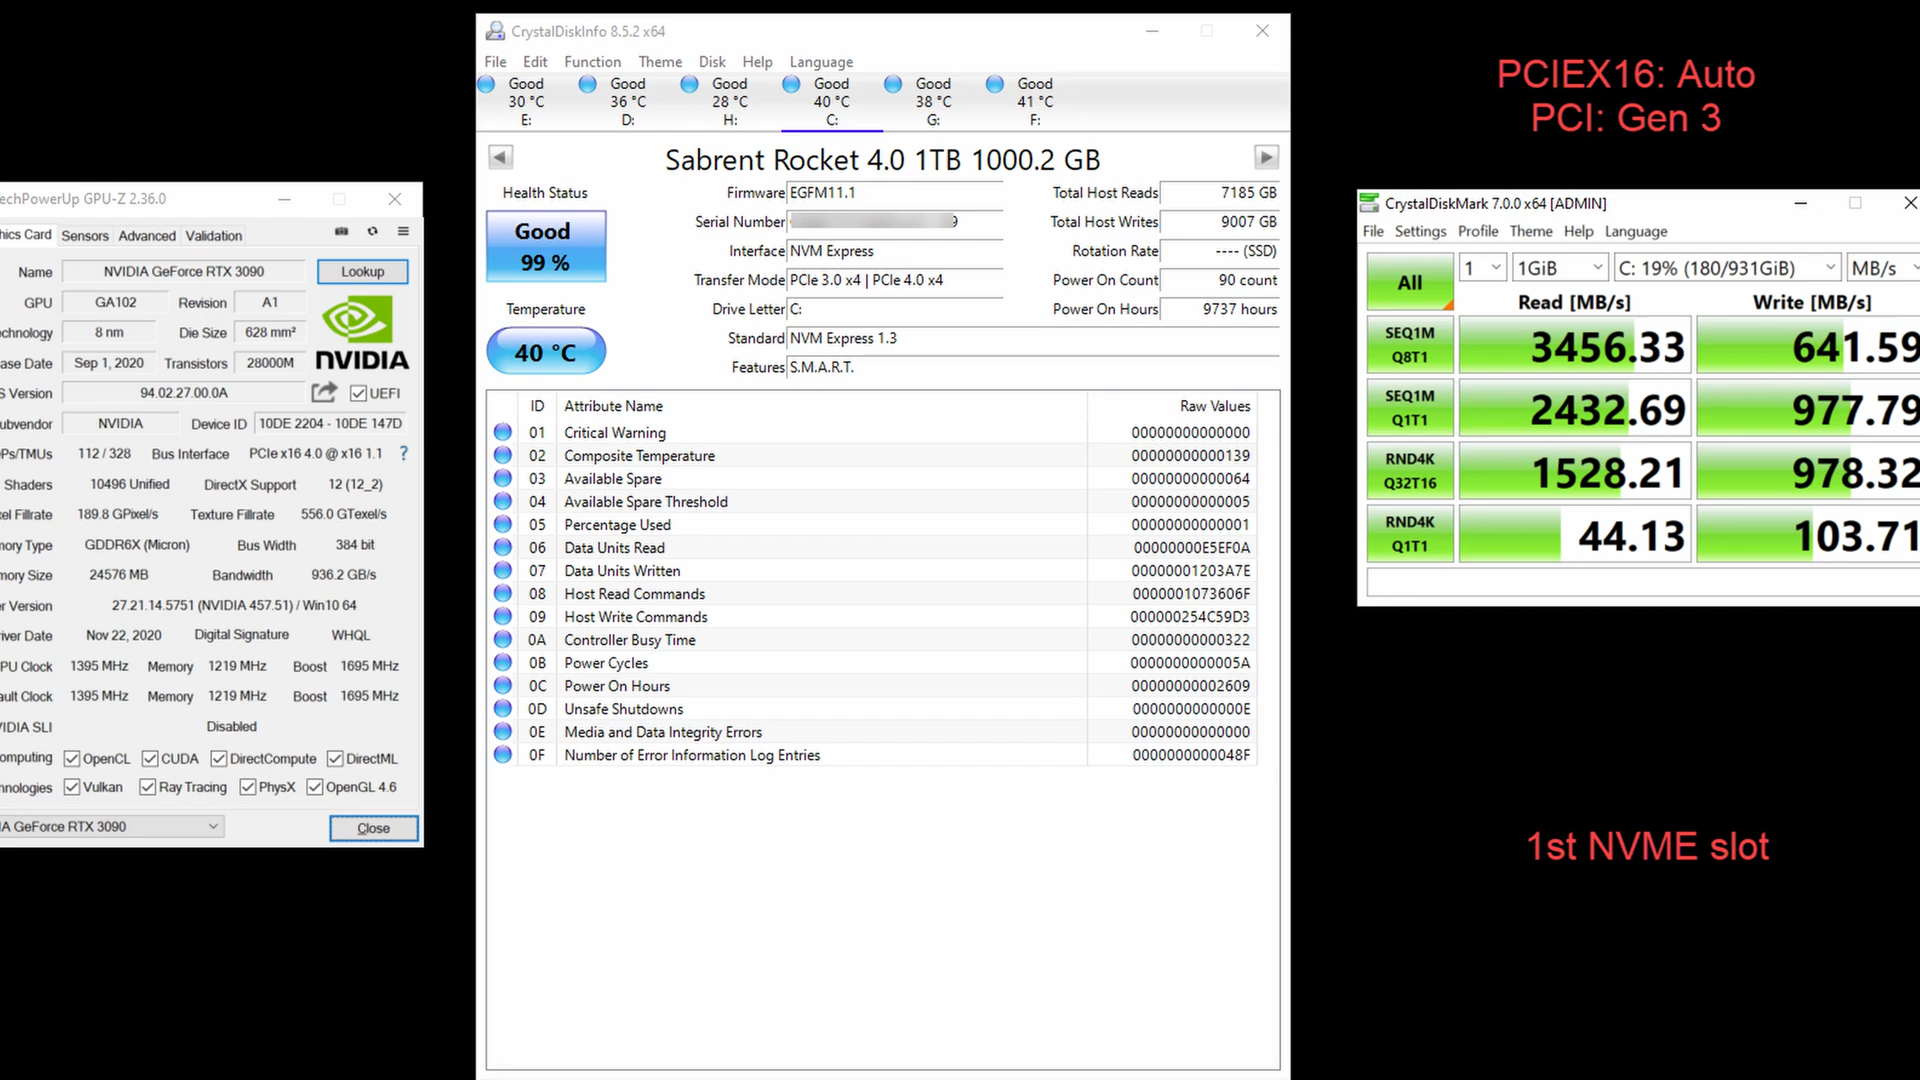 CrystalDiskInfo 8.5.2 x64
File Edit Function Theme Disk Help Language
Good Good Good Good Good Good
30 °C 36 °C 28 °C 40 °C 38 °C 41 °C
E: D: H: C: G: F:
Sabrent Rocket 4.0 1TB 1000.2 GB
Health Status
Good
99 %
Temperature
40 °C
Firmware EGFM11.1
Serial Number 9
Interface NVM Express
Transfer Mode PCIe 3.0 x4 | PCIe 4.0 x4
Drive Letter C:
Standard NVM Express 1.3
Features S.M.A.R.T.
Total Host Reads 7185 GB
Total Host Writes 9007 GB
Rotation Rate ---- (SSD)
Power On Count 90 count
Power On Hours 9737 hours
ID Attribute Name Raw Values
01 Critical Warning 00000000000000
02 Composite Temperature 00000000000139
03 Available Spare 00000000000064
04 Available Spare Threshold 00000000000005
05 Percentage Used 00000000000001
06 Data Units Read 00000000E5EF0A
07 Data Units Written 00000001203A7E
08 Host Read Commands 0000001073606F
09 Host Write Commands 000000254C59D3
0A Controller Busy Time 00000000000322
0B Power Cycles 0000000000005A
0C Power On Hours 00000000002609
0D Unsafe Shutdowns 0000000000000E
0E Media and Data Integrity Errors 00000000000000
0F Number of Error Information Log Entries 0000000000048F
echPowerUp GPU-Z 2.36.0
hics Card Sensors Advanced Validation
Name NVIDIA GeForce RTX 3090 Lookup
GPU GA102 Revision A1
echnology 8 nm Die Size 628 mm²
ase Date Sep 1, 2020 Transistors 28000M
NVIDIA
S Version 94.02.27.00.0A UEFI
ubvendor NVIDIA Device ID 10DE 2204 - 10DE 147D
Ps/TMUs 112 / 328 Bus Interface PCIe x16 4.0 @ x16 1.1 ?
Shaders 10496 Unified DirectX Support 12 (12_2)
el Fillrate 189.8 GPixel/s Texture Fillrate 556.0 GTexel/s
ory Type GDDR6X (Micron) Bus Width 384 bit
mory Size 24576 MB Bandwidth 936.2 GB/s
r Version 27.21.14.5751 (NVIDIA 457.51) / Win10 64
iver Date Nov 22, 2020 Digital Signature WHQL
PU Clock 1395 MHz Memory 1219 MHz Boost 1695 MHz
ault Clock 1395 MHz Memory 1219 MHz Boost 1695 MHz
VIDIA SLI Disabled
omputing OpenCL CUDA DirectCompute DirectML
hnologies Vulkan Ray Tracing PhysX OpenGL 4.6
IA GeForce RTX 3090 Close
PCIEX16: Auto
PCI: Gen 3
CrystalDiskMark 7.0.0 x64 [ADMIN]
File Settings Profile Theme Help Language
All 1 1GiB C: 19% (180/931GiB) MB/s
Read [MB/s] Write [MB/s]
SEQ1M
Q8T1 3456.33 641.59
SEQ1M
Q1T1 2432.69 977.79
RND4K
Q32T16 1528.21 978.32
RND4K
Q1T1 44.13 103.71
1st NVME slot